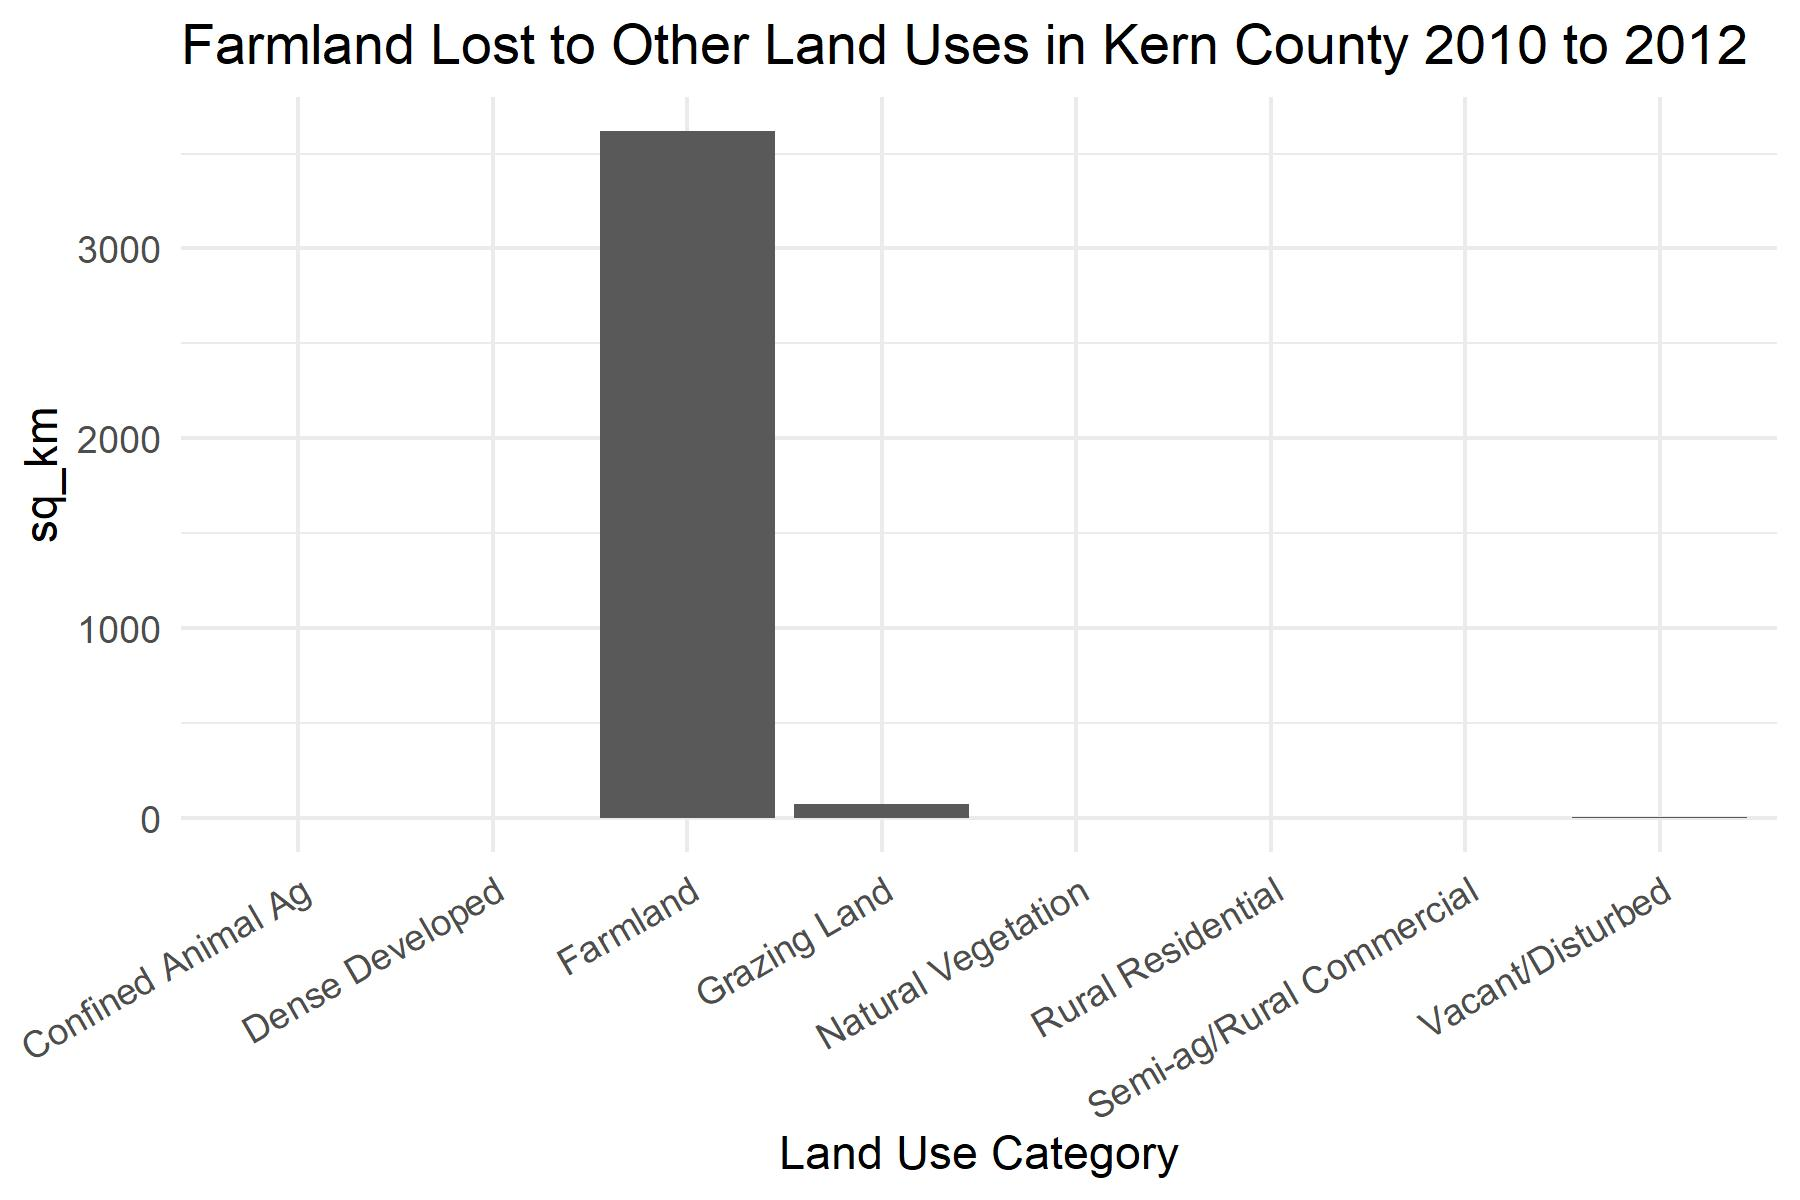 Farmland Lost to Other Land Uses in Kern County 2010 to 2012
sq_km
3000
2000
1000
0
Confined Animal Ag
Dense Developed
Farmland
Grazing Land
Natural Vegetation
Rural Residential
Semi-ag/Rural Commercial
Vacant/Disturbed
Land Use Category